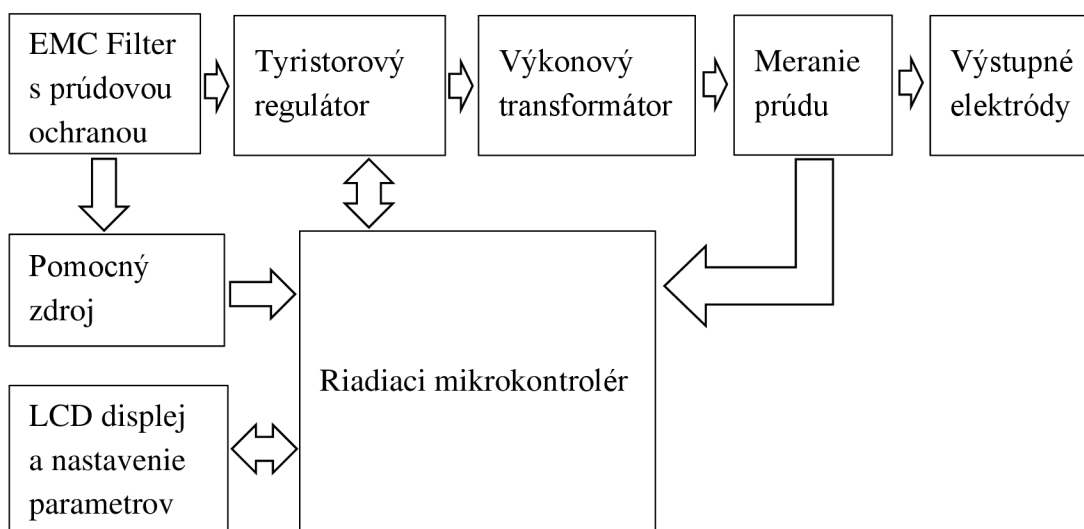 EMC Filter
s prúdovou
ochranou
Tyristorový
regulátor
Výkonový
transformátor
Meranie
prúdu
Výstupné
elektródy
Pomocný
zdroj
Riadiaci mikrokontrolér
LCD displej
a nastavenie
parametrov